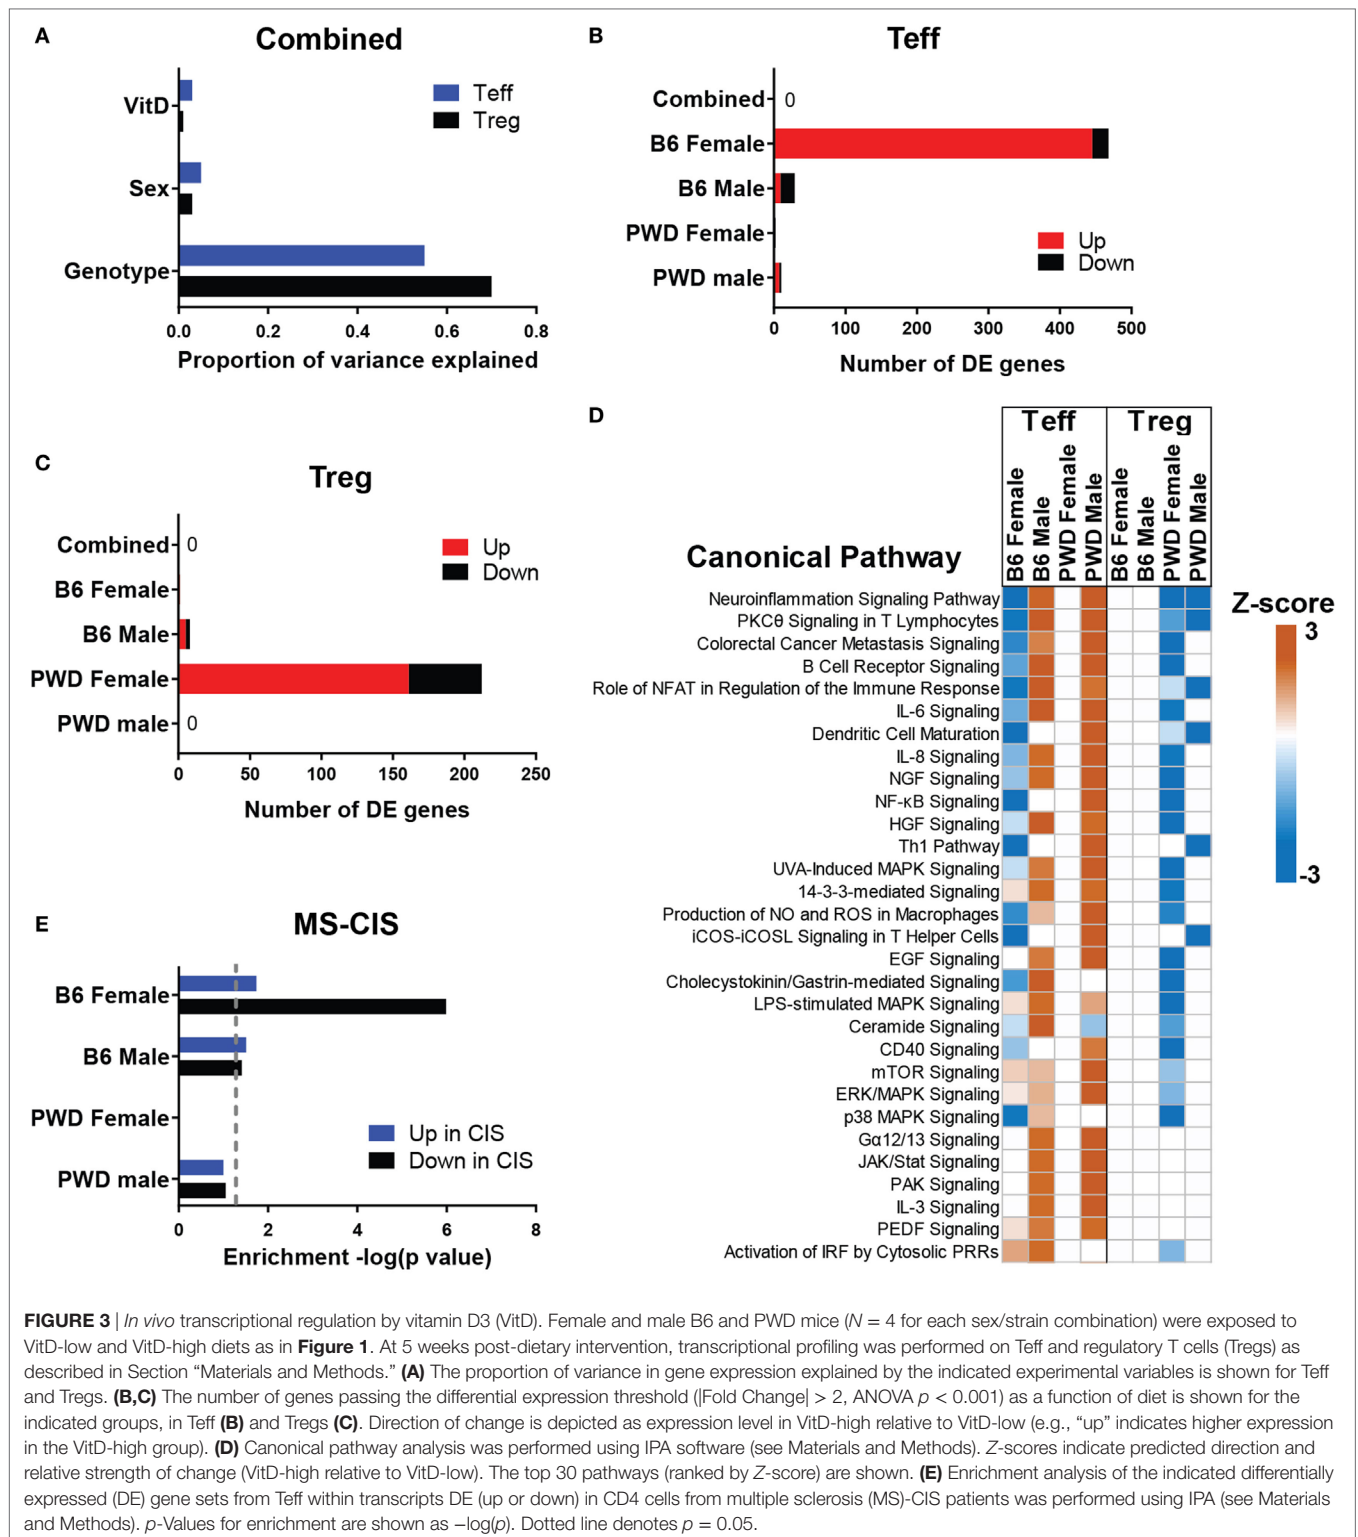 A
Combined
VitD
Sex
Genotype
Teff
Treg
0.0 0.2 0.4 0.6 0.8
Proportion of variance explained
B
Teff
Combined
0
B6 Female
B6 Male
PWD Female
PWD male
Up
Down
0 100 200 300 400 500
Number of DE genes
C
Treg
Combined
0
B6 Female
B6 Male
PWD Female
PWD male
0
Up
Down
0 50 100 150 200 250
Number of DE genes
D
Teff Treg
B6 Female
B6 Male
PWD Female
PWD Male
B6 Female
B6 Male
PWD Female
PWD Male
Canonical Pathway
Neuroinflammation Signaling Pathway
PKCθ Signaling in T Lymphocytes
Colorectal Cancer Metastasis Signaling
B Cell Receptor Signaling
Role of NFAT in Regulation of the Immune Response
IL-6 Signaling
Dendritic Cell Maturation
IL-8 Signaling
NGF Signaling
NF-κB Signaling
HGF Signaling
Th1 Pathway
UVA-Induced MAPK Signaling
14-3-3-mediated Signaling
Production of NO and ROS in Macrophages
iCOS-iCOSL Signaling in T Helper Cells
EGF Signaling
Cholecystokinin/Gastrin-mediated Signaling
LPS-stimulated MAPK Signaling
Ceramide Signaling
CD40 Signaling
mTOR Signaling
ERK/MAPK Signaling
p38 MAPK Signaling
Gα12/13 Signaling
JAK/Stat Signaling
PAK Signaling
IL-3 Signaling
PEDF Signaling
Activation of IRF by Cytosolic PRRs
Z-score
3
-3
E
MS-CIS
B6 Female
B6 Male
PWD Female
PWD male
Up in CIS
Down in CIS
0 2 4 6 8
Enrichment -log(p value)
FIGURE 3 | In vivo transcriptional regulation by vitamin D3 (VitD). Female and male B6 and PWD mice (N = 4 for each sex/strain combination) were exposed to
VitD-low and VitD-high diets as in Figure 1. At 5 weeks post-dietary intervention, transcriptional profiling was performed on Teff and regulatory T cells (Tregs) as
described in Section “Materials and Methods.” (A) The proportion of variance in gene expression explained by the indicated experimental variables is shown for Teff
and Tregs. (B,C) The number of genes passing the differential expression threshold (|Fold Change| > 2, ANOVA p < 0.001) as a function of diet is shown for the
indicated groups, in Teff (B) and Tregs (C). Direction of change is depicted as expression level in VitD-high relative to VitD-low (e.g., “up” indicates higher expression
in the VitD-high group). (D) Canonical pathway analysis was performed using IPA software (see Materials and Methods). Z-scores indicate predicted direction and
relative strength of change (VitD-high relative to VitD-low). The top 30 pathways (ranked by Z-score) are shown. (E) Enrichment analysis of the indicated differentially
expressed (DE) gene sets from Teff within transcripts DE (up or down) in CD4 cells from multiple sclerosis (MS)-CIS patients was performed using IPA (see Materials
and Methods). p-Values for enrichment are shown as −log(p). Dotted line denotes p = 0.05.